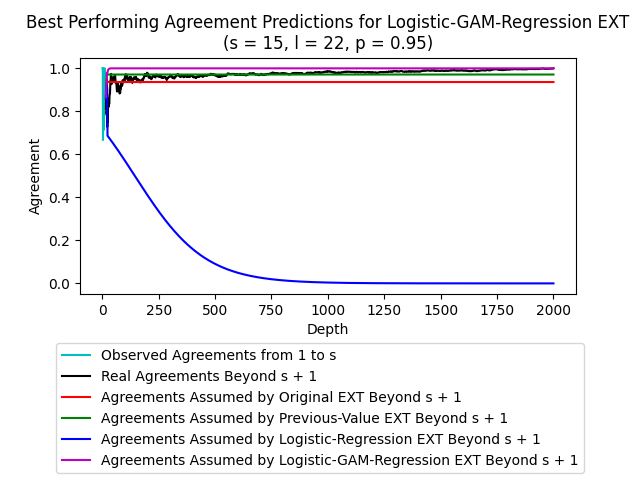 Best Performing Agreement Predictions for Logistic-GAM-Regression EXT
(s = 15, l = 22, p = 0.95)
1.0
0.8
0.6
0.4
0.2
0.0
Agreement
0 250 500 750 1000 1250 1500 1750 2000
Depth
Observed Agreements from 1 to s
Real Agreements Beyond s + 1
Agreements Assumed by Original EXT Beyond s + 1
Agreements Assumed by Previous-Value EXT Beyond s + 1
Agreements Assumed by Logistic-Regression EXT Beyond s + 1
Agreements Assumed by Logistic-GAM-Regression EXT Beyond s + 1